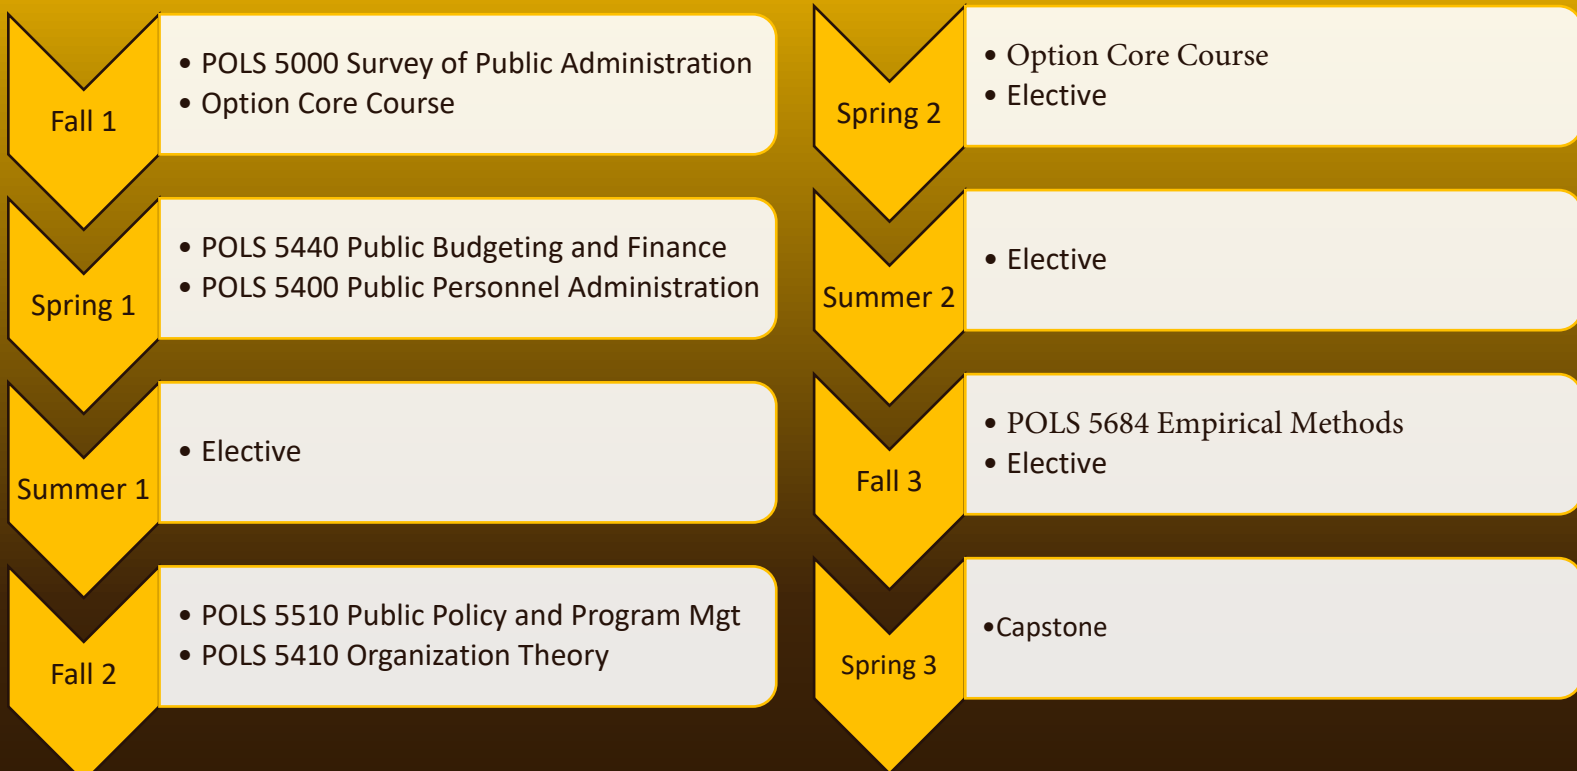 Fall 1
• POLS 5000 Survey of Public Administration
• Option Core Course
Spring 1
• POLS 5440 Public Budgeting and Finance
• POLS 5400 Public Personnel Administration
Summer 1
• Elective
Fall 2
• POLS 5510 Public Policy and Program Mgt
• POLS 5410 Organization Theory
Spring 2
• Option Core Course
• Elective
Summer 2
• Elective
Fall 3
• POLS 5684 Empirical Methods
• Elective
Spring 3
•Capstone